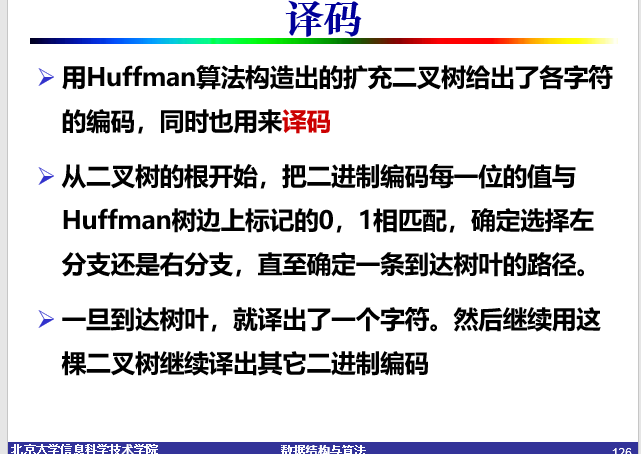 译码
用Huffman算法构造出的扩充二叉树给出了各字符
的编码，同时也用来译码
从二叉树的根开始，把二进制编码每一位的值与
Huffman树边上标记的0，1相匹配，确定选择左
分支还是右分支，直至确定一条到达树叶的路径。
一旦到达树叶，就译出了一个字符。然后继续用这
棵二叉树继续译出其它二进制编码
北京大学信息科学技术学院
数据结构与算法
126